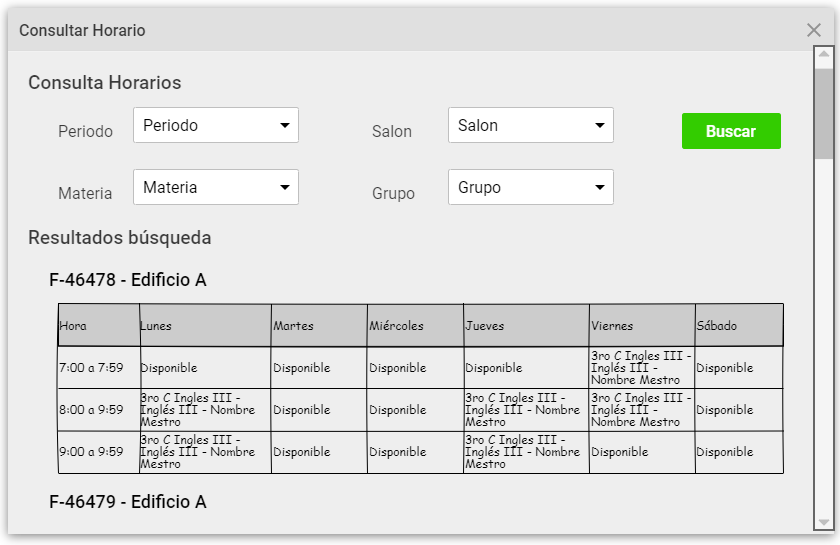 Consultar Horario
Consulta Horarios
Periodo Periodo Salon Salon Buscar
Materia Materia Grupo Grupo
Resultados búsqueda
F-46478 - Edificio A
Hora Lunes Martes Miércoles Jueves Viernes Sábado
7:00 a 7:59 Disponible Disponible Disponible Disponible 3ro C Ingles III - Inglés III - Nombre Mestro Disponible
8:00 a 9:59 3ro C Ingles III - Inglés III - Nombre Mestro Disponible Disponible 3ro C Ingles III - Inglés III - Nombre Mestro 3ro C Ingles III - Inglés III - Nombre Mestro Disponible
9:00 a 9:59 3ro C Ingles III - Inglés III - Nombre Mestro Disponible Disponible 3ro C Ingles III - Inglés III - Nombre Mestro Disponible Disponible
F-46479 - Edificio A